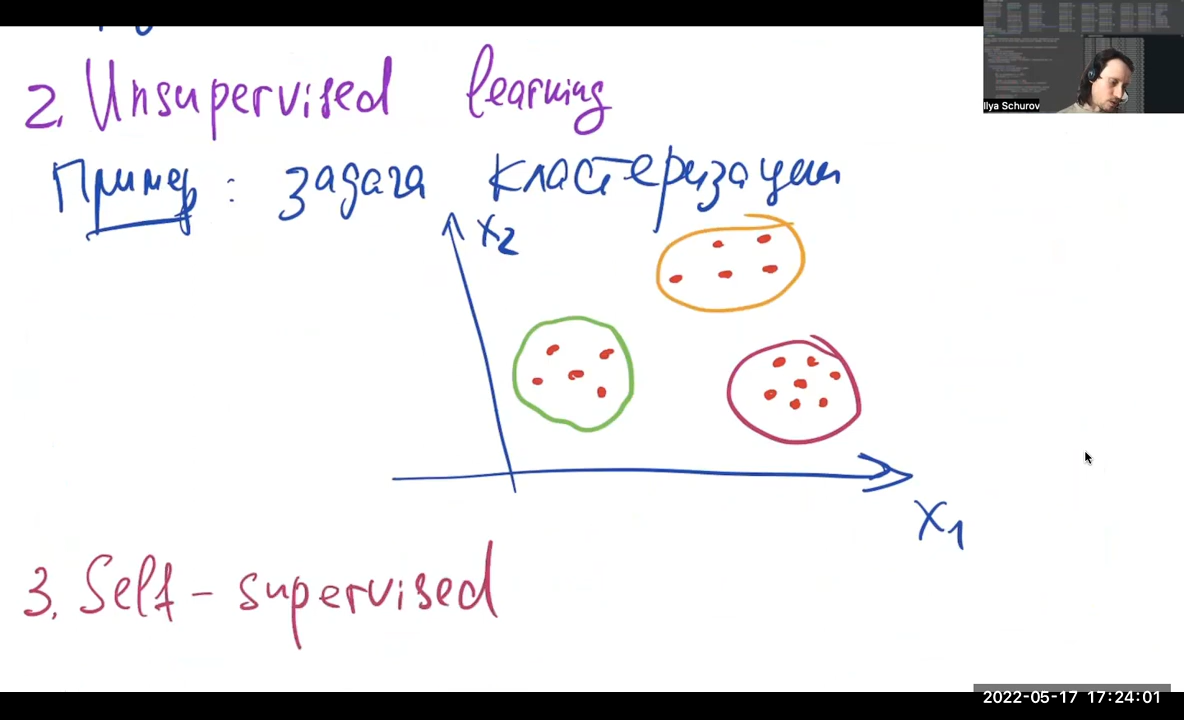 2. Unsupervised learning
Пример: задача кластеризации
x2
x1
3. Self-supervised
Ilya Schurov
2022-05-17 17:24:01